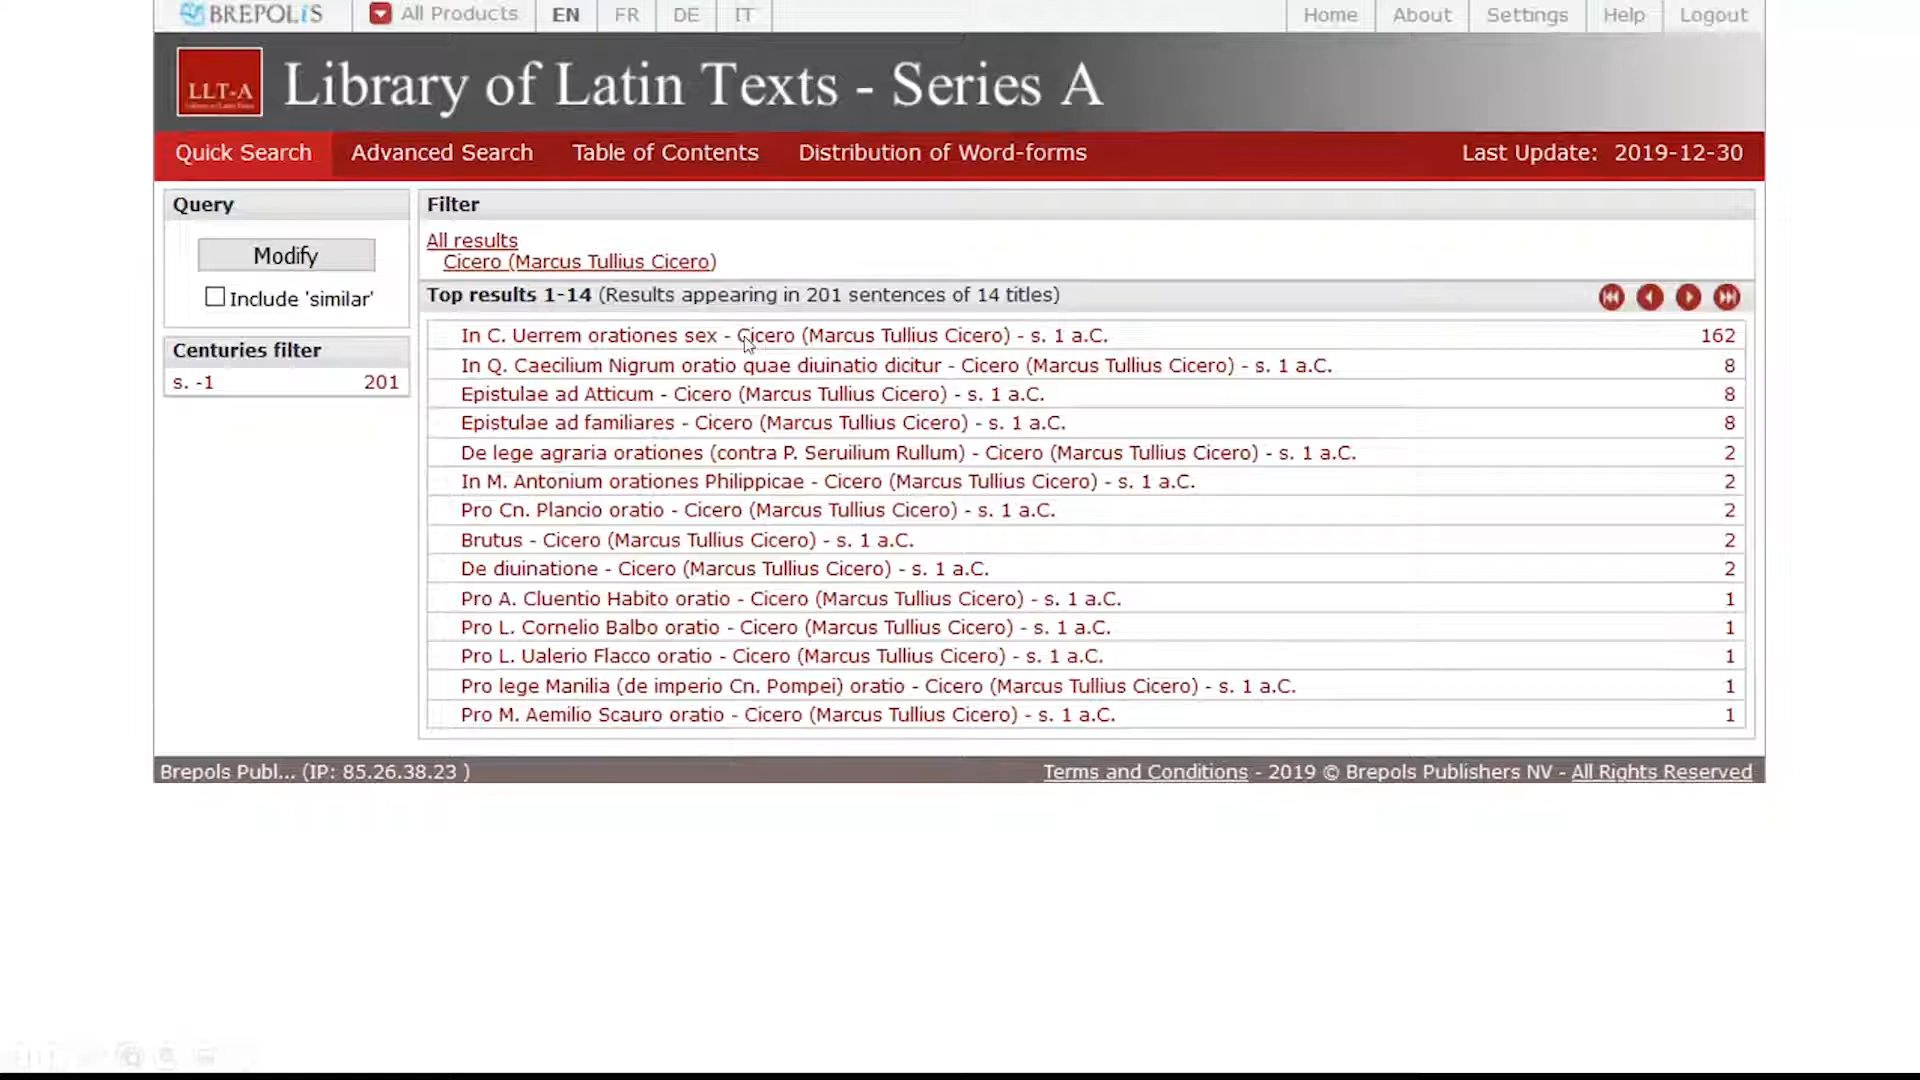 BREPOLiS All Products EN FR DE IT Home About Settings Help Logout
LLT-A Library of Latin Texts - Series A
Quick Search Advanced Search Table of Contents Distribution of Word-forms Last Update: 2019-12-30
Query
Modify
Include 'similar'
Centuries filter
s. -1 201
Filter
All results
Cicero (Marcus Tullius Cicero)
Top results 1-14 (Results appearing in 201 sentences of 14 titles)
In C. Uerrem orationes sex - Cicero (Marcus Tullius Cicero) - s. 1 a.C. 162
In Q. Caecilium Nigrum oratio quae diuinatio dicitur - Cicero (Marcus Tullius Cicero) - s. 1 a.C. 8
Epistulae ad Atticum - Cicero (Marcus Tullius Cicero) - s. 1 a.C. 8
Epistulae ad familiares - Cicero (Marcus Tullius Cicero) - s. 1 a.C. 8
De lege agraria orationes (contra P. Seruilium Rullum) - Cicero (Marcus Tullius Cicero) - s. 1 a.C. 2
In M. Antonium orationes Philippicae - Cicero (Marcus Tullius Cicero) - s. 1 a.C. 2
Pro Cn. Plancio oratio - Cicero (Marcus Tullius Cicero) - s. 1 a.C. 2
Brutus - Cicero (Marcus Tullius Cicero) - s. 1 a.C. 2
De diuinatione - Cicero (Marcus Tullius Cicero) - s. 1 a.C. 2
Pro A. Cluentio Habito oratio - Cicero (Marcus Tullius Cicero) - s. 1 a.C. 1
Pro L. Cornelio Balbo oratio - Cicero (Marcus Tullius Cicero) - s. 1 a.C. 1
Pro L. Ualerio Flacco oratio - Cicero (Marcus Tullius Cicero) - s. 1 a.C. 1
Pro lege Manilia (de imperio Cn. Pompei) oratio - Cicero (Marcus Tullius Cicero) - s. 1 a.C. 1
Pro M. Aemilio Scauro oratio - Cicero (Marcus Tullius Cicero) - s. 1 a.C. 1
Brepols Publ... (IP: 85.26.38.23 ) Terms and Conditions - 2019 © Brepols Publishers NV - All Rights Reserved